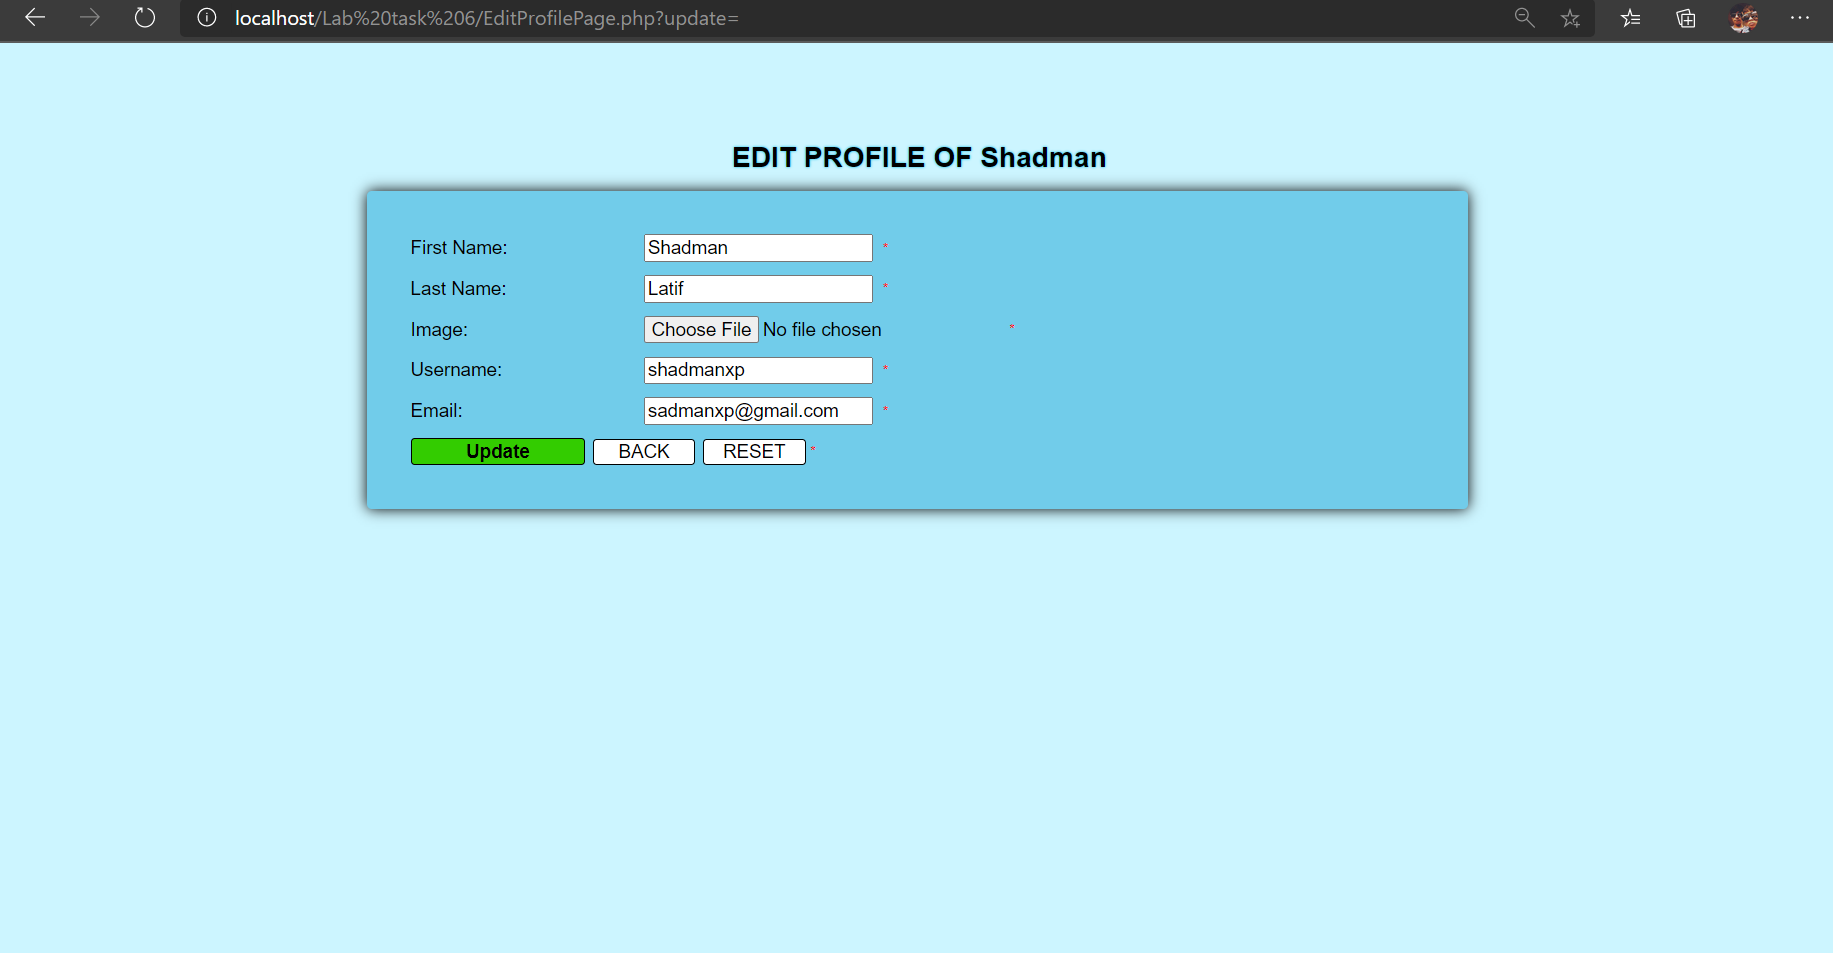 localhost/Lab%20task%206/EditProfilePage.php?update=
EDIT PROFILE OF Shadman
First Name: Shadman *
Last Name: Latif *
Image: Choose File No file chosen *
Username: shadmanxp *
Email: sadmanxp@gmail.com *
Update BACK RESET *